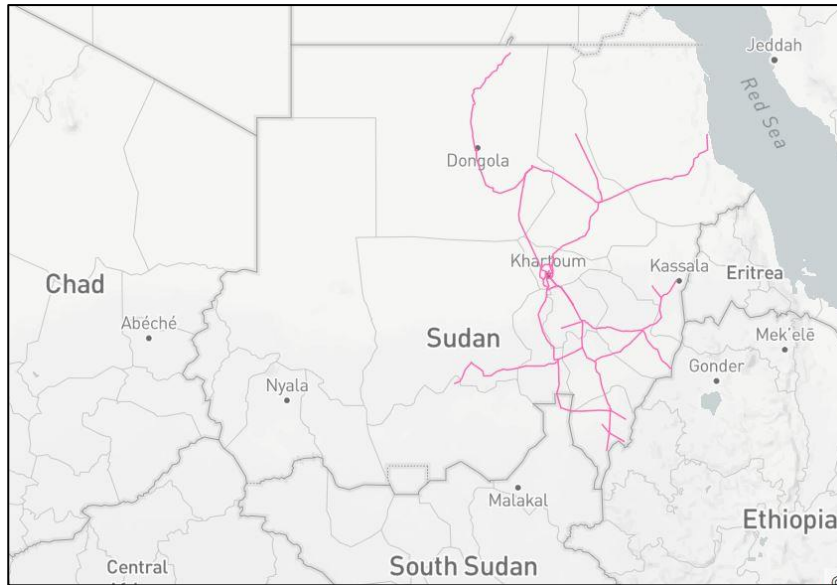 Jeddah
Red Sea
Dongola
Khartoum
Kassala
Eritrea
Chad
Abéché
Sudan
Mek'elē
Gonder
Nyala
Malakal
Ethiopia
Central
South Sudan